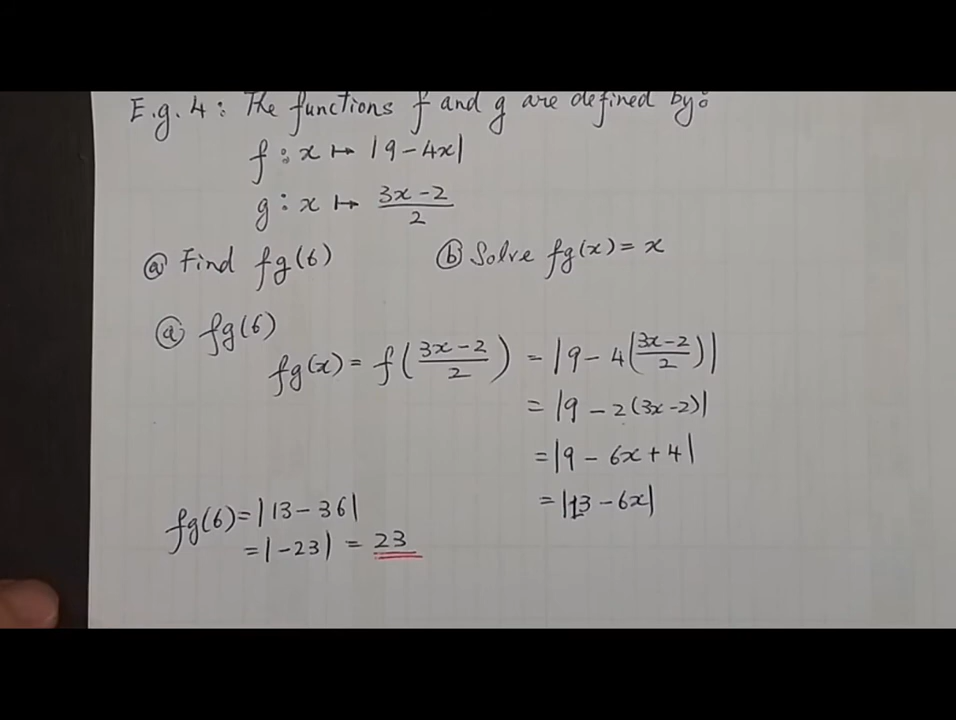 E.g. 4: The functions f and g are defined by:
f : x ↦ |9 - 4x|
g : x ↦ (3x - 2)/2
ⓐ Find fg(6) ⓑ Solve fg(x) = x
ⓐ fg(6)
fg(x) = f((3x - 2)/2) = |9 - 4((3x - 2)/2)|
= |9 - 2(3x - 2)|
= |9 - 6x + 4|
= |13 - 6x|
fg(6) = |13 - 36|
= |-23| = 23